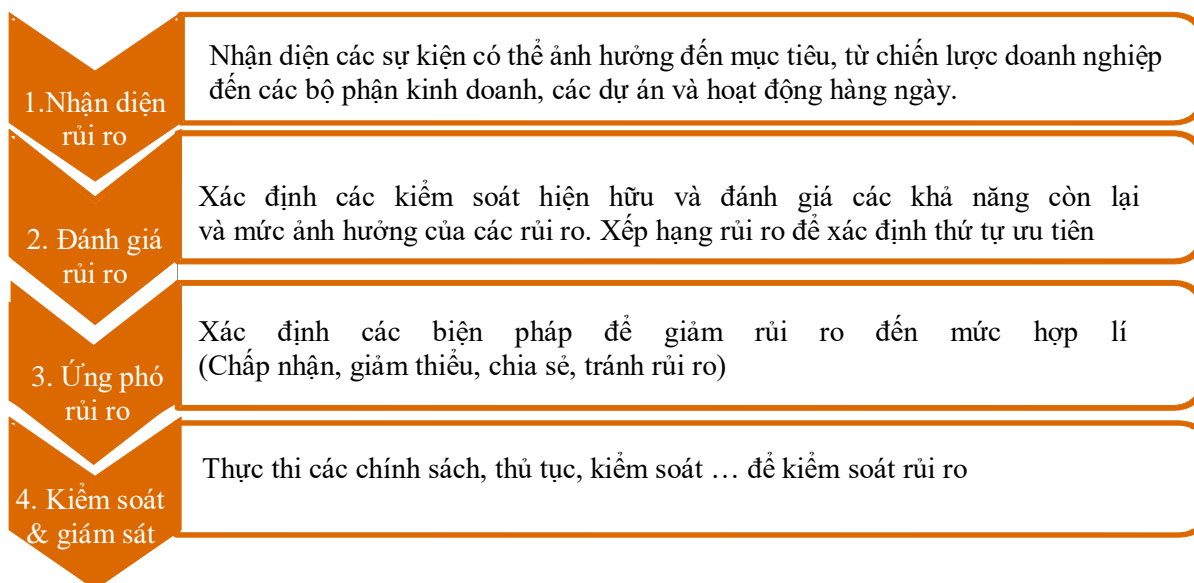 1.Nhận diện
rủi ro
Nhận diện các sự kiện có thể ảnh hưởng đến mục tiêu, từ chiến lược doanh nghiệp
đến các bộ phận kinh doanh, các dự án và hoạt động hàng ngày.
2. Đánh giá
rủi ro
Xác định các kiểm soát hiện hữu và đánh giá các khả năng còn lại
và mức ảnh hưởng của các rủi ro. Xếp hạng rủi ro để xác định thứ tự ưu tiên
3. Ứng phó
rủi ro
Xác định các biện pháp để giảm rủi ro đến mức hợp lí
(Chấp nhận, giảm thiểu, chia sẻ, tránh rủi ro)
4. Kiểm soát
& giám sát
Thực thi các chính sách, thủ tục, kiểm soát … để kiểm soát rủi ro